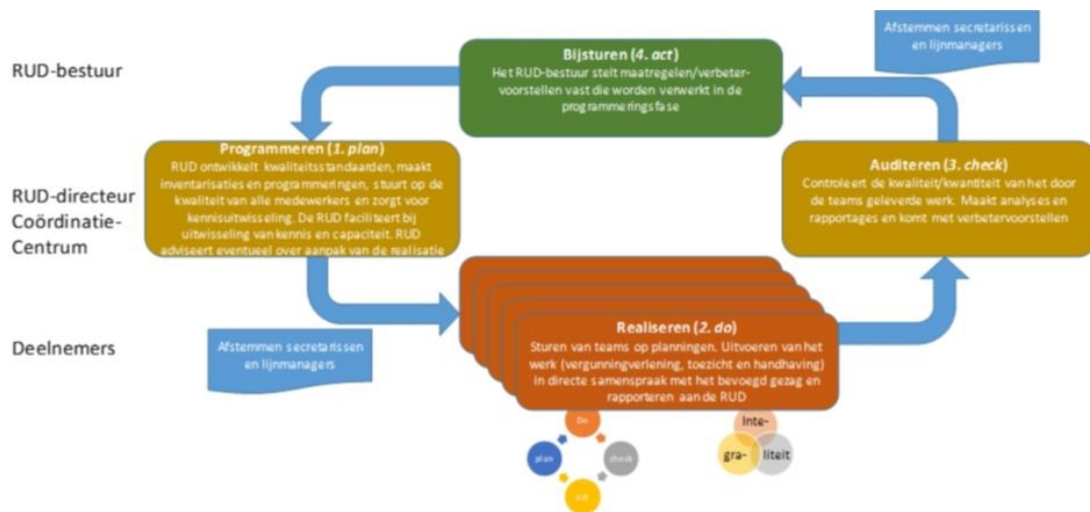 Afstemmen secretarissen
en lijnmanagers
RUD-bestuur
Bijsturen (4. act)
Het RUD-bestuur stelt maatregelen/verbeter-
voorstellen vast die worden verwerkt in de
programmeringsfase
RUD-directeur
Coördinatie-
Centrum
Programmeren (1. plan)
RUD ontwikkelt kwaliteitsstandaarden, maakt
inventarisaties en programmeringen, stuurt op de
kwaliteit van alle medewerkers en zorgt voor
kennisuitwisseling. De RUD faciliteert bij
uitwisseling van kennis en capaciteit. RUD
adviseert eventueel over aanpak van de realisatie
Auditeren (3. check)
Controleert de kwaliteit/kwantiteit van het door
de teams geleverde werk. Maakt analyses en
rapportages en komt met verbetervoorstellen
Deelnemers
Afstemmen secretarissen
en lijnmanagers
Realiseren (2. do)
Sturen van teams op planningen. Uitvoeren van het
werk (vergunningverlening, toezicht en handhaving)
in directe samenspraak met het bevoegd gezag en
rapporteren aan de RUD
Do
plan
check
act
Inte-
gra-
liteit